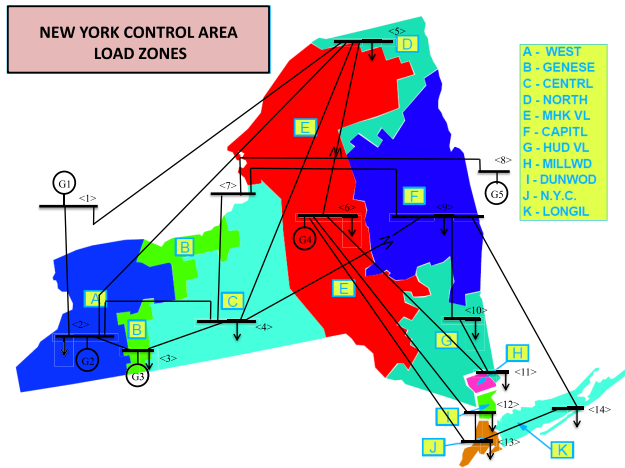 NEW YORK CONTROL AREA
LOAD ZONES
A - WEST
B - GENESE
C - CENTRL
D - NORTH
E - MHK VL
F - CAPITL
G - HUD VL
H - MILLWD
I - DUNWOD
J - N.Y.C.
K - LONGIL
<5>
D
E
<8>
G1
<7>
G5
<1>
F
<6>
<9>
G4
B
E
A
C
<2>
B
<4>
<10>
G2
<3>
G
H
G3
<11>
I
<12>
<14>
J
<13>
K